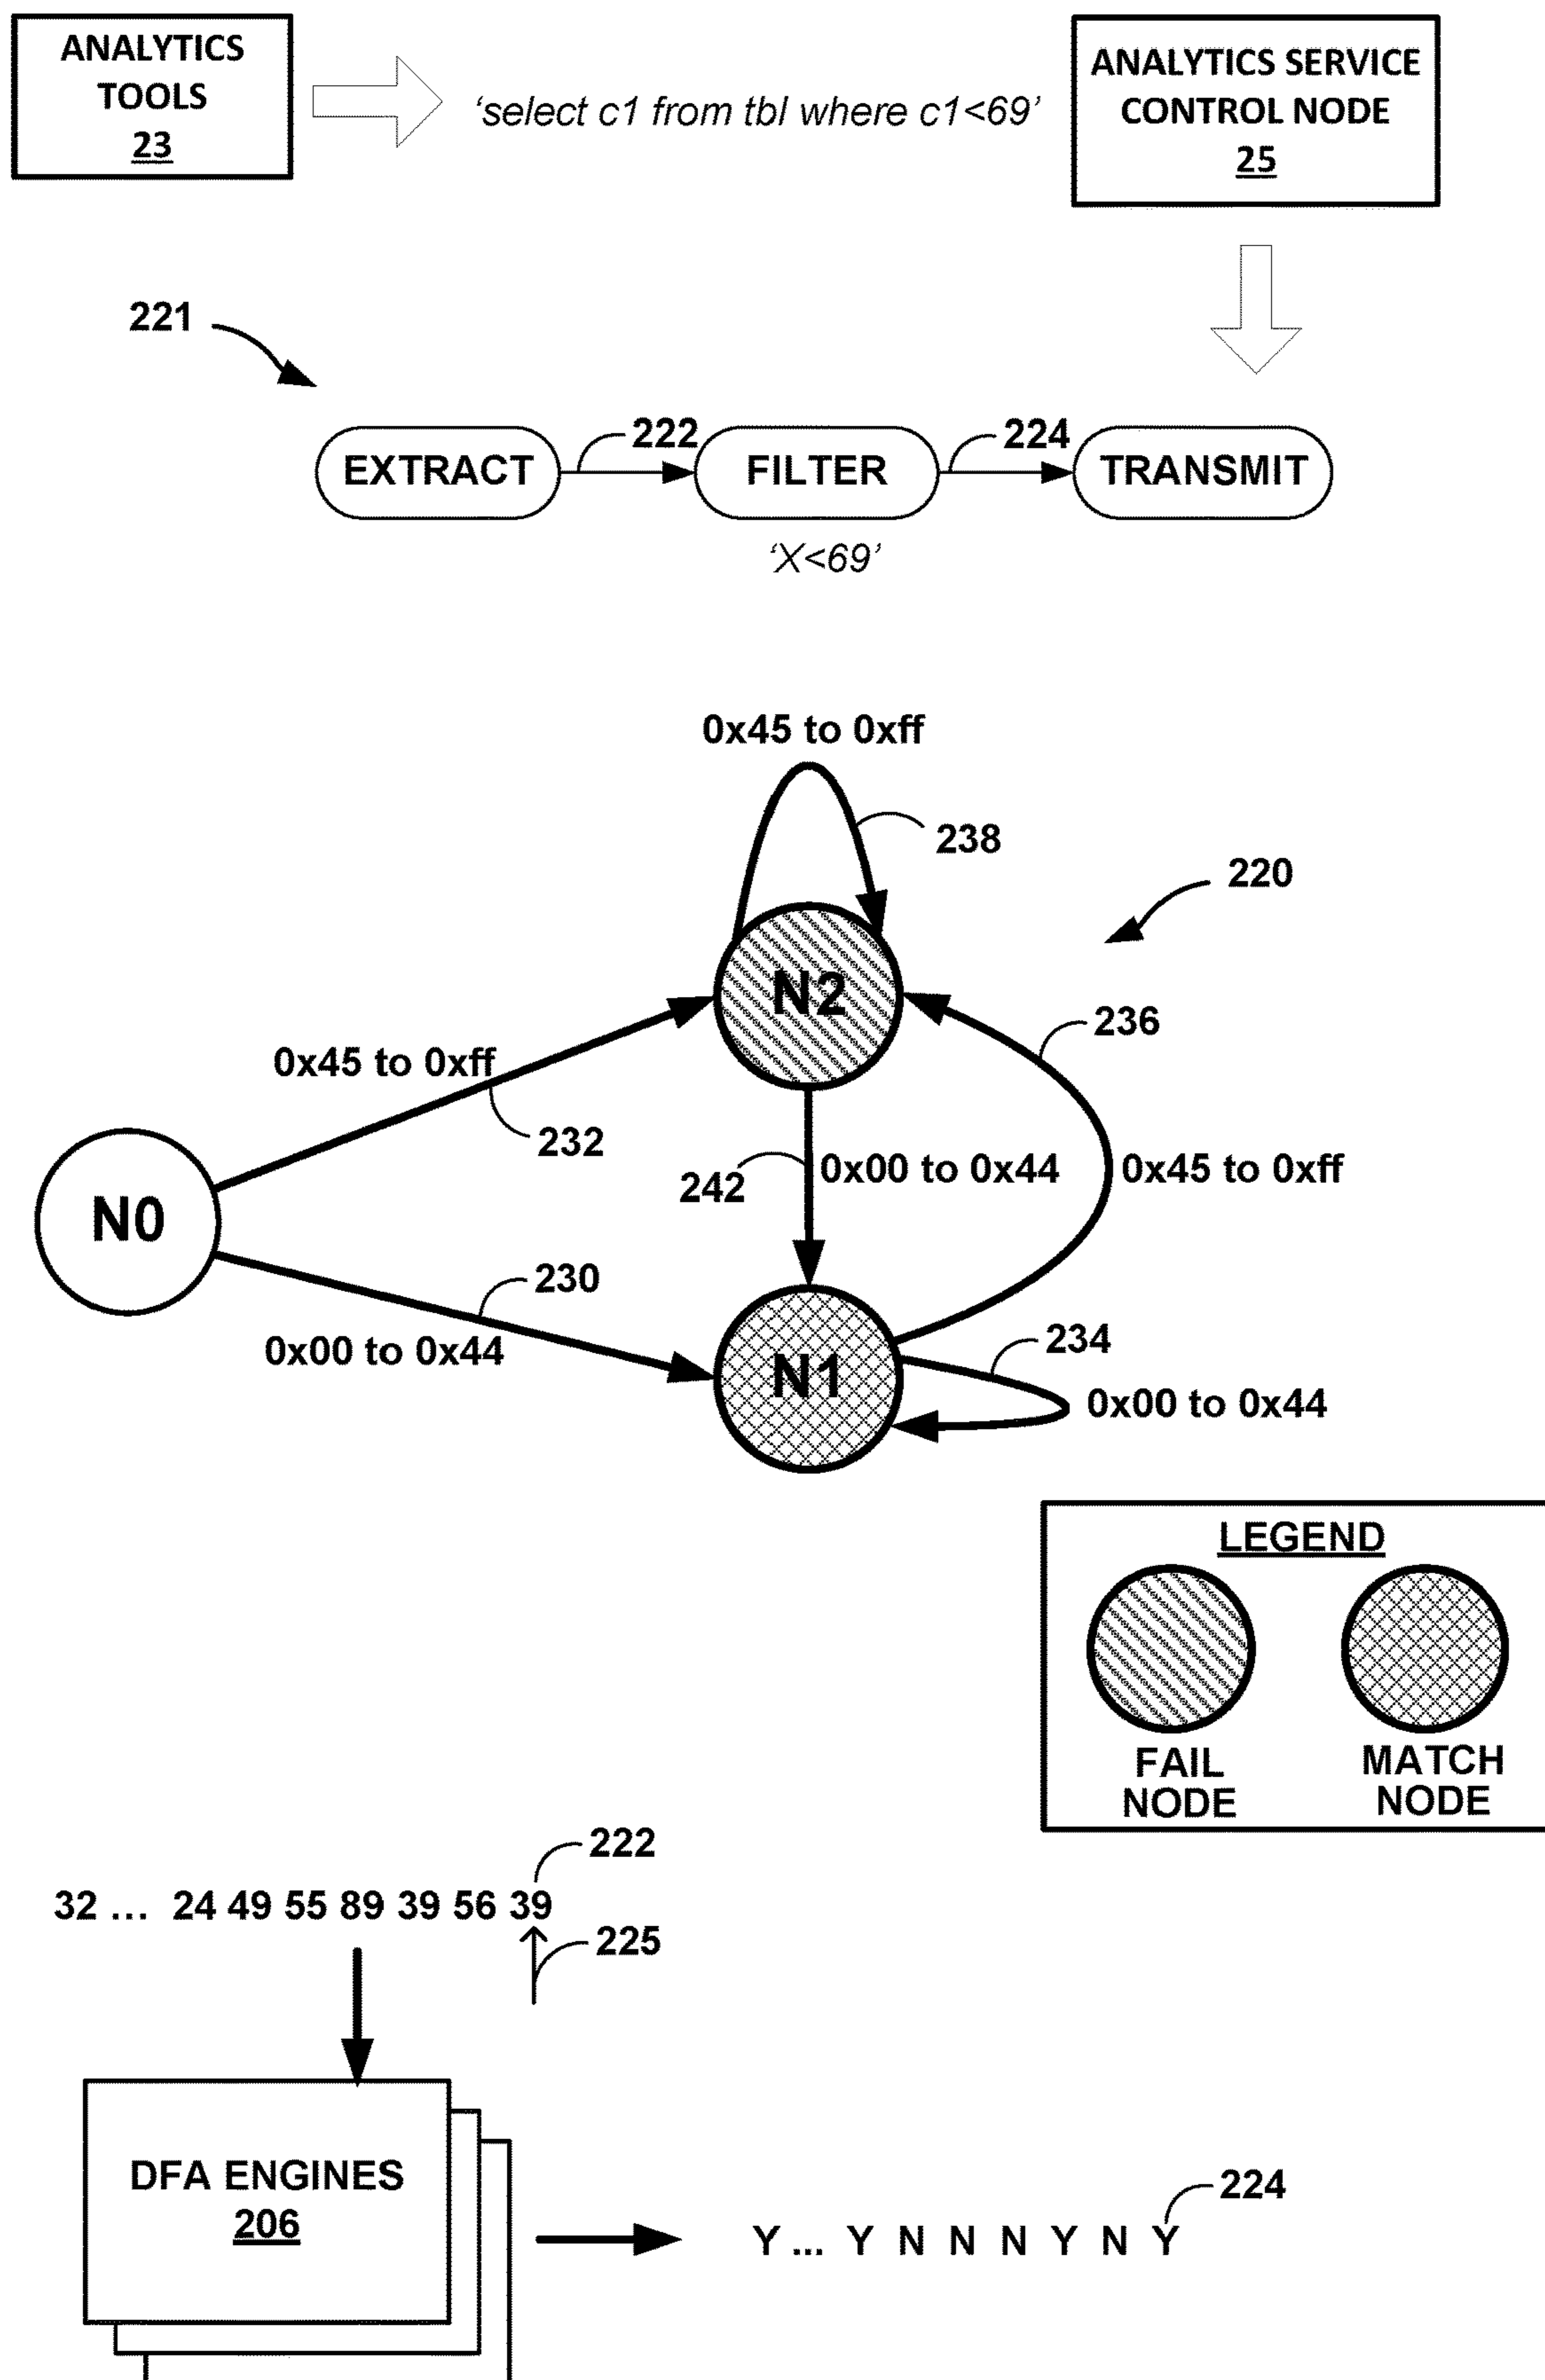 ANALYTICS
TOOLS
23
‘select c1 from tbl where c1<69’
ANALYTICS SERVICE
CONTROL NODE
25
221
EXTRACT
222
FILTER
224
TRANSMIT
‘X<69’
0x45 to 0xff
238
220
N2
236
0x45 to 0xff
232
242
0x00 to 0x44
0x45 to 0xff
N0
230
0x00 to 0x44
N1
234
0x00 to 0x44
LEGEND
FAIL
NODE
MATCH
NODE
222
32 ... 24 49 55 89 39 56 39
225
DFA ENGINES
206
224
Y ... Y N N N Y N Y